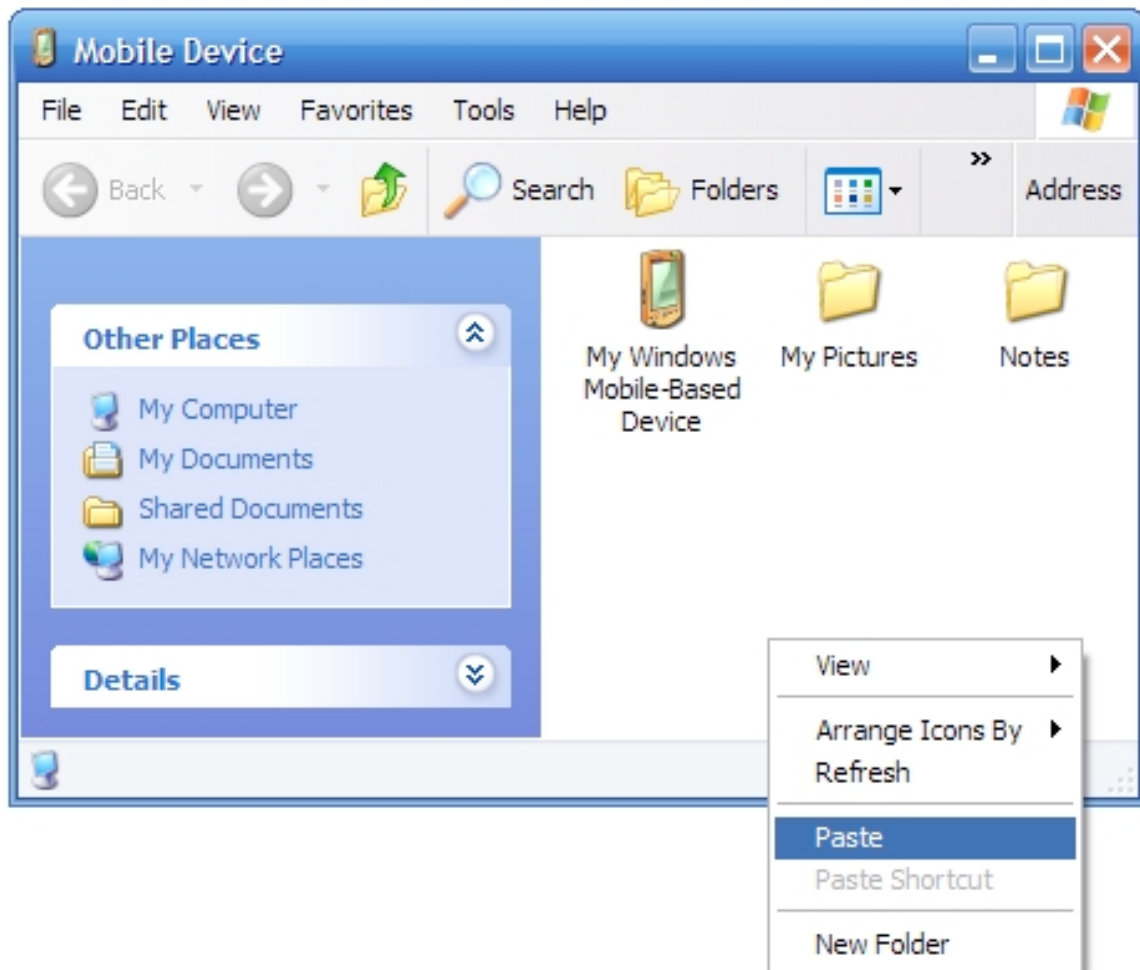 Mobile Device
File Edit View Favorites Tools Help
Back Search Folders » Address
Other Places
My Computer
My Documents
Shared Documents
My Network Places
Details
My Windows
Mobile-Based
Device
My Pictures
Notes
View
Arrange Icons By
Refresh
Paste
Paste Shortcut
New Folder